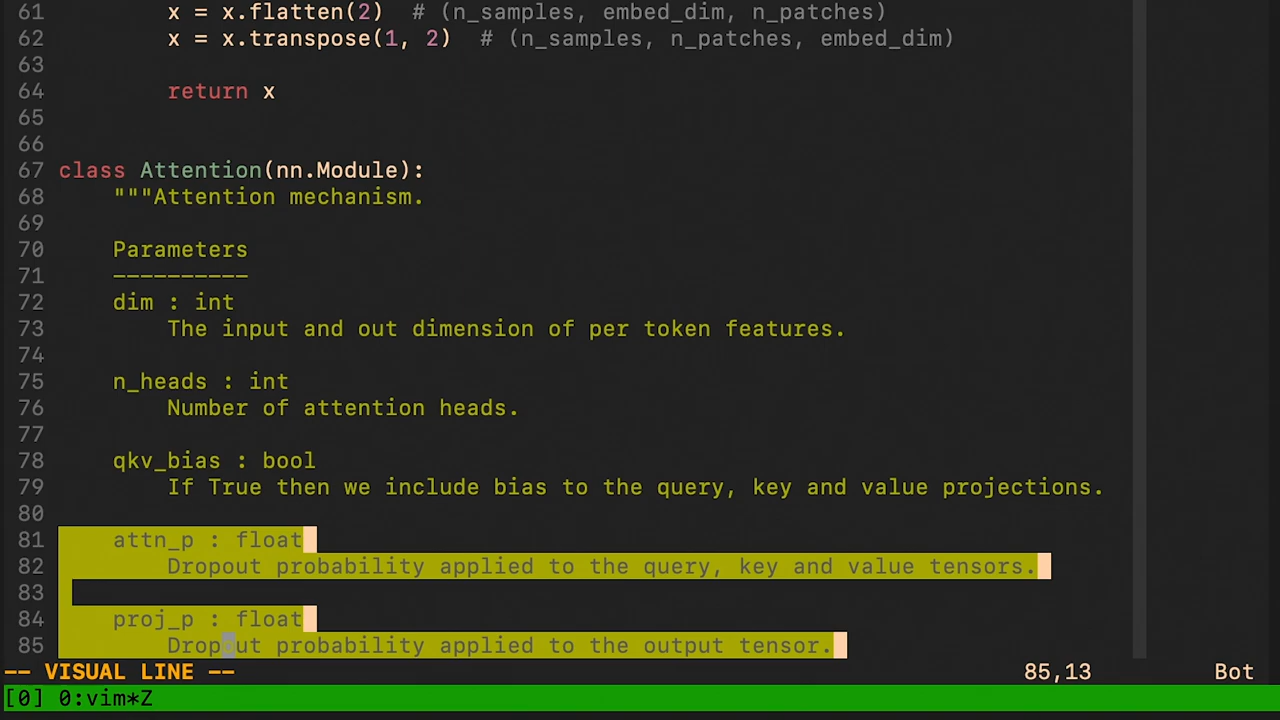 61 x = x.flatten(2)  # (n_samples, embed_dim, n_patches)
62 x = x.transpose(1, 2)  # (n_samples, n_patches, embed_dim)
63
64 return x
65
66
67 class Attention(nn.Module):
68 """Attention mechanism.
69
70 Parameters
71 ----------
72 dim : int
73 The input and out dimension of per token features.
74
75 n_heads : int
76 Number of attention heads.
77
78 qkv_bias : bool
79 If True then we include bias to the query, key and value projections.
80
81 attn_p : float
82 Dropout probability applied to the query, key and value tensors.
83
84 proj_p : float
85 Dropout probability applied to the output tensor.
-- VISUAL LINE -- 85,13 Bot
[0] 0:vim*Z